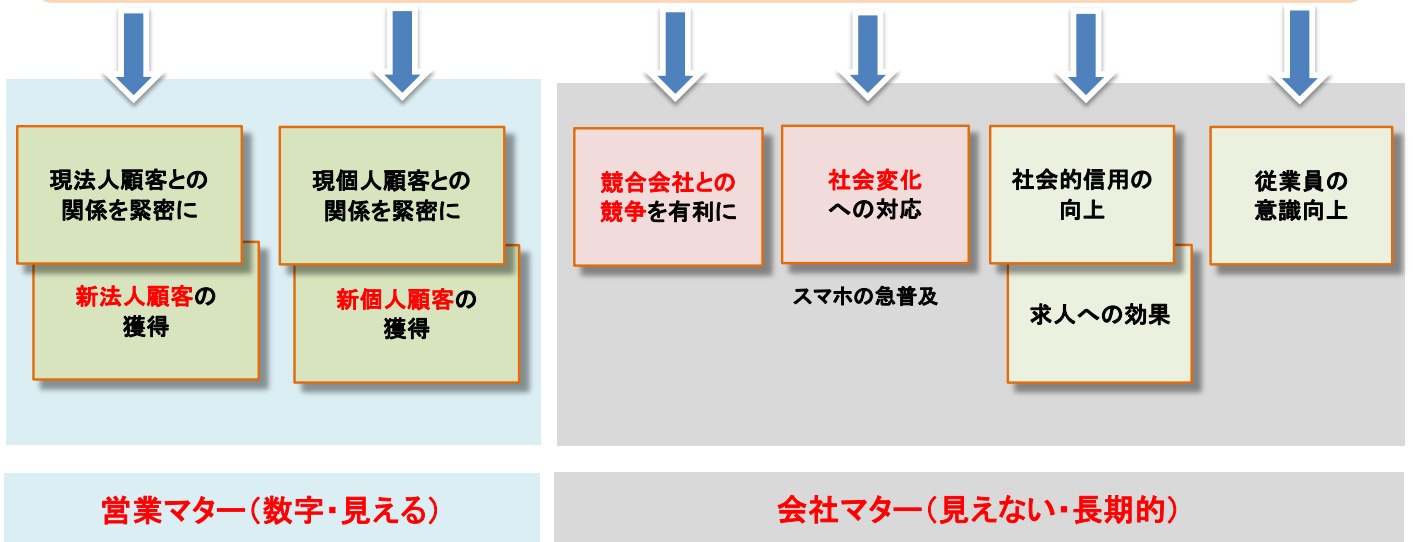 現法人顧客との
関係を緊密に
新法人顧客の
獲得
現個人顧客との
関係を緊密に
新個人顧客の
獲得
競合会社との
競争を有利に
社会変化
への対応
スマホの急普及
社会的信用の
向上
求人への効果
従業員の
意識向上
営業マター(数字・見える)
会社マター(見えない・長期的)